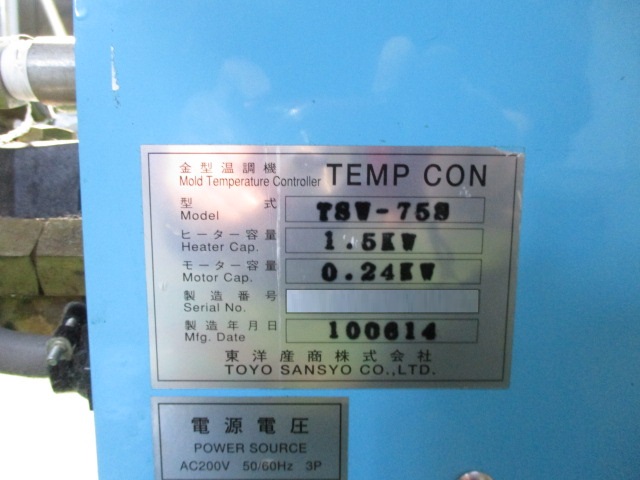 金型温調機
Mold Temperature Controller TEMP CON
型式 TSW-75S
Model
ヒーター容量 1.5KW
Heater Cap.
モーター容量 0.24KW
Motor Cap.
製造番号
Serial No.
製造年月日 100614
Mfg. Date
東洋産商株式会社
TOYO SANSYO CO.,LTD.
電源電圧
POWER SOURCE
AC200V 50/60Hz 3P